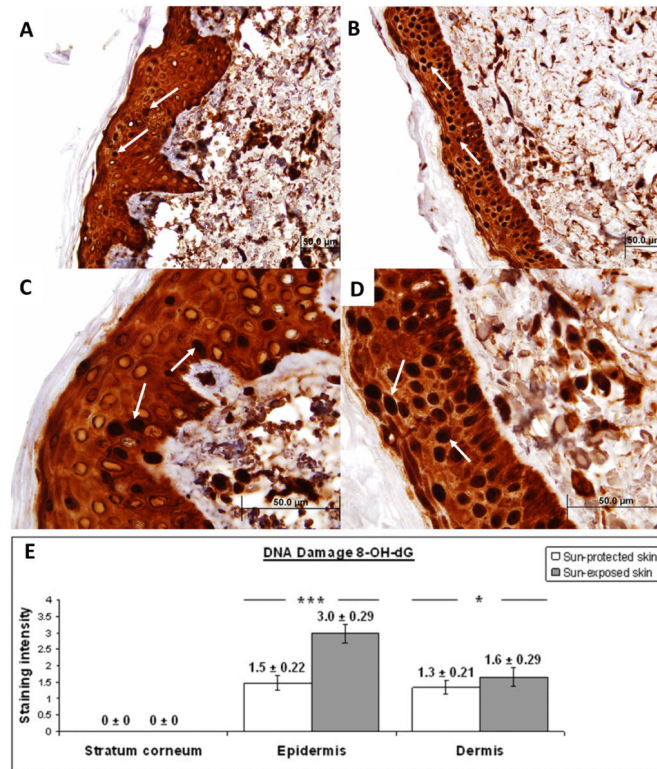 A
B
50.0 µm
50.0 µm
C
D
50.0 µm
50.0 µm
E
DNA Damage 8-OH-dG
Sun-protected skin
Sun-exposed skin
Staining intensity
4
3.5
3
2.5
2
1.5
1
0.5
0
***
*
0 ± 0 0 ± 0
1.5 ± 0.22
3.0 ± 0.29
1.3 ± 0.21
1.6 ± 0.29
Stratum corneum Epidermis Dermis